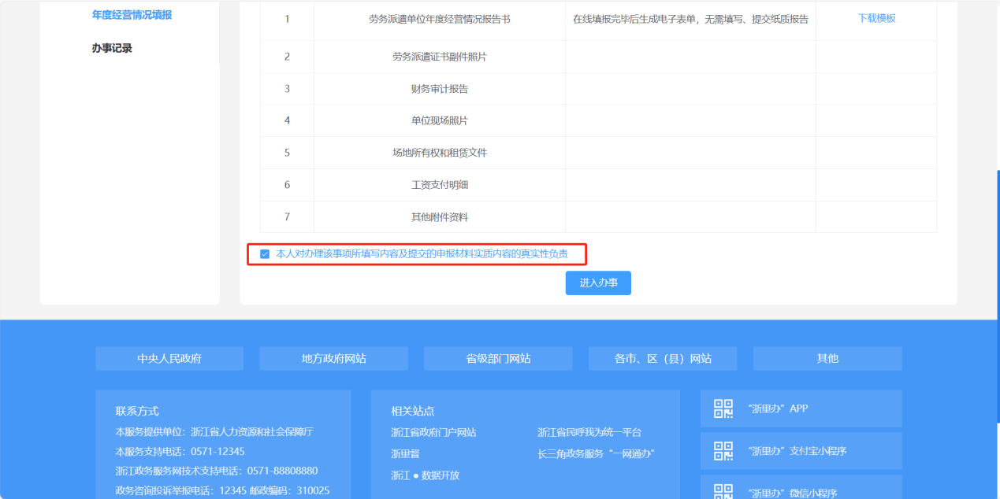 年度经营情况填报
办事记录
1 劳务派遣单位年度经营情况报告书 在线填报完毕后生成电子表单，无需填写、提交纸质报告 下载模板
2 劳务派遣证书副件照片
3 财务审计报告
4 单位现场照片
5 场地所有权和租赁文件
6 工资支付明细
7 其他附件资料
本人对办理该事项所填写内容及提交的申报材料实质内容的真实性负责
进入办事
中央人民政府 地方政府网站 省级部门网站 各市、区（县）网站 其他
联系方式
本服务提供单位：浙江省人力资源和社会保障厅
本服务支持电话：0571-12345
浙江政务服务网技术支持电话：0571-88808880
政务咨询投诉举报电话：12345 邮政编码：310025
相关站点
浙江省政府门户网站 浙江省民呼我为统一平台
浙里督 长三角政务服务“一网通办”
浙江 ● 数据开放
“浙里办”APP
“浙里办”支付宝小程序
“浙里办”微信小程序